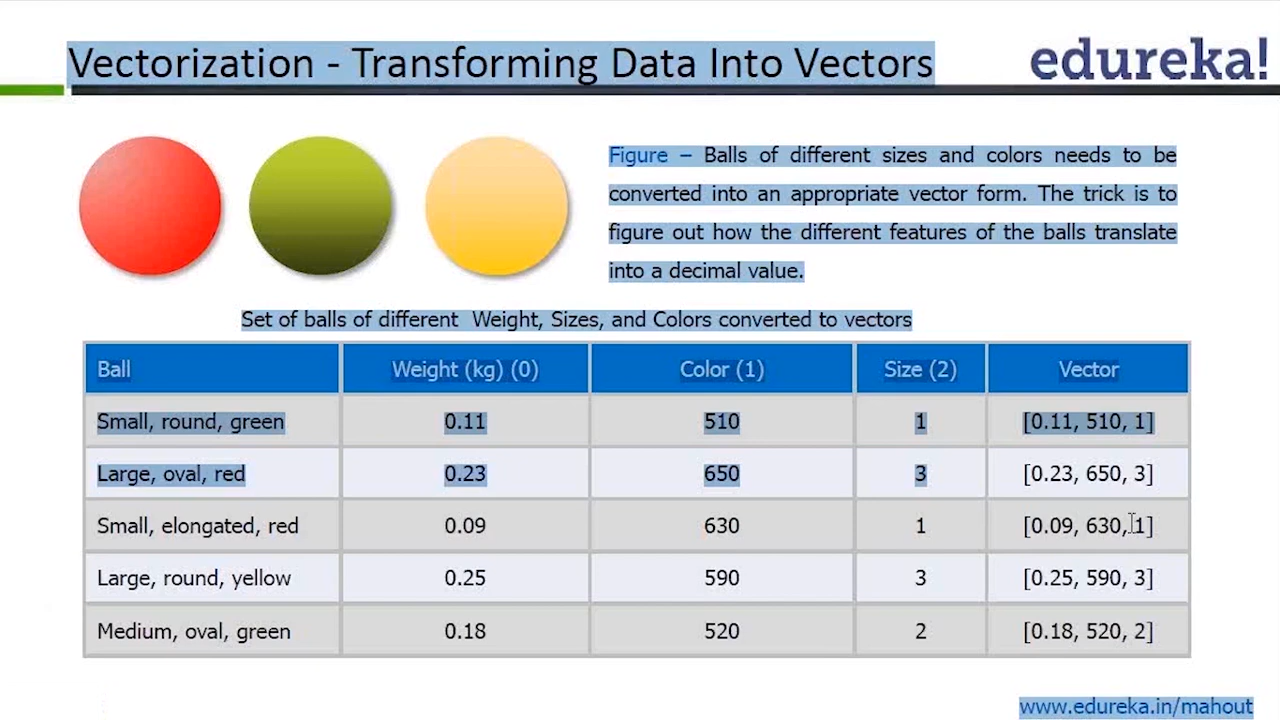 Vectorization - Transforming Data Into Vectors
edureka!
Figure – Balls of different sizes and colors needs to be
converted into an appropriate vector form. The trick is to
figure out how the different features of the balls translate
into a decimal value.
Set of balls of different Weight, Sizes, and Colors converted to vectors
Ball Weight (kg) (0) Color (1) Size (2) Vector
Small, round, green 0.11 510 1 [0.11, 510, 1]
Large, oval, red 0.23 650 3 [0.23, 650, 3]
Small, elongated, red 0.09 630 1 [0.09, 630, 1]
Large, round, yellow 0.25 590 3 [0.25, 590, 3]
Medium, oval, green 0.18 520 2 [0.18, 520, 2]
www.edureka.in/mahout